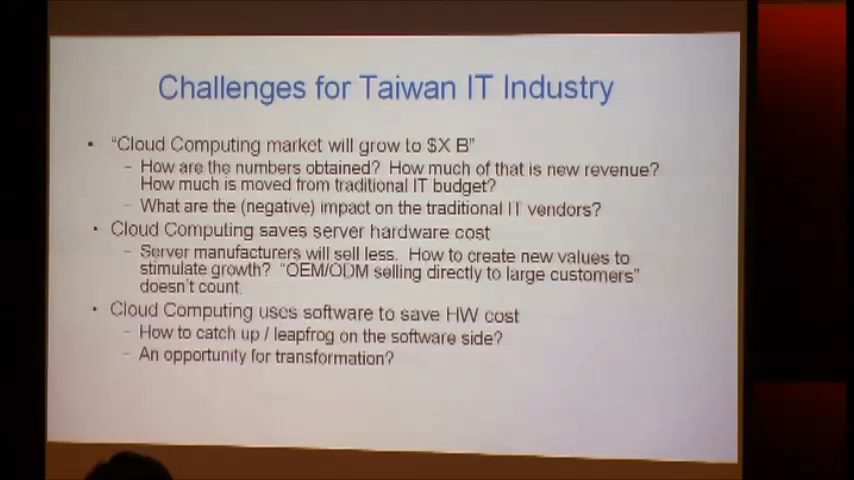 Challenges for Taiwan IT Industry
• "Cloud Computing market will grow to $X B"
– How are the numbers obtained? How much of that is new revenue?
How much is moved from traditional IT budget?
– What are the (negative) impact on the traditional IT vendors?
• Cloud Computing saves server hardware cost
– Server manufacturers will sell less. How to create new values to
stimulate growth? "OEM/ODM selling directly to large customers"
doesn't count.
• Cloud Computing uses software to save HW cost
– How to catch up / leapfrog on the software side?
– An opportunity for transformation?